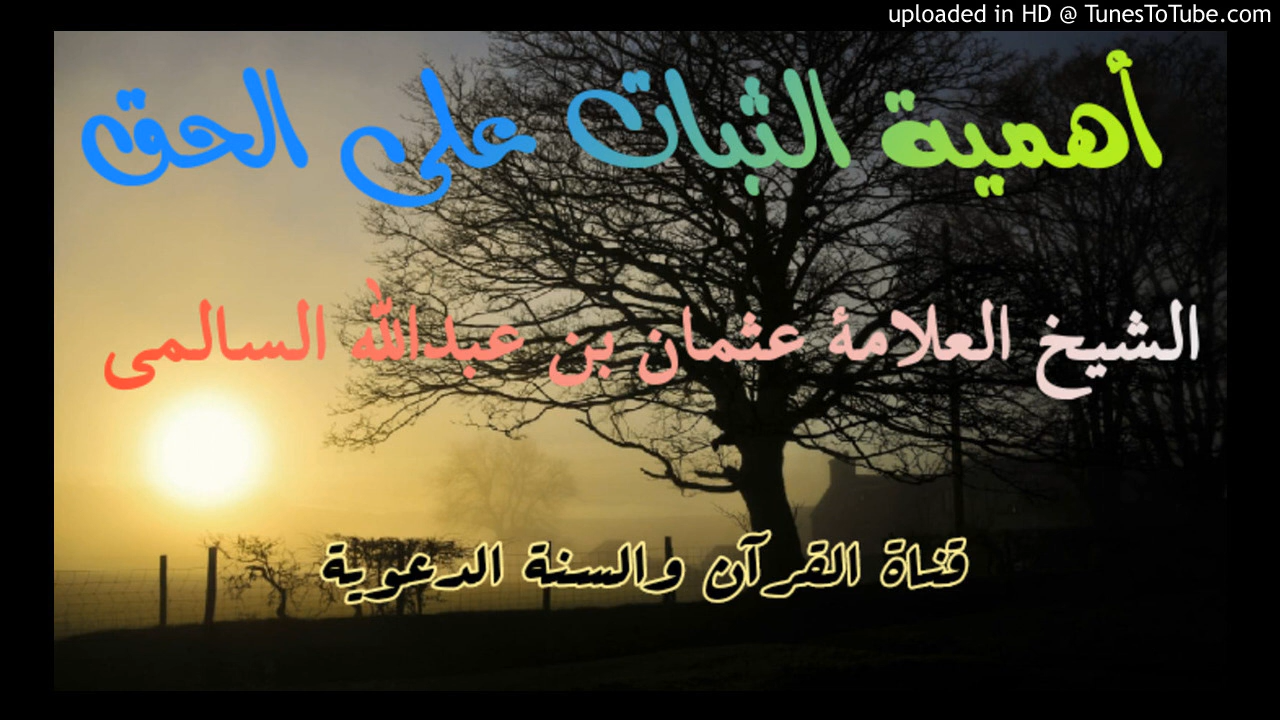 uploaded in HD @ TunesToTube.com
أهمية الثبات على الحق
الشيخ العلامة عثمان بن عبدالله السالمى
قناة القرآن والسنة الدعوية